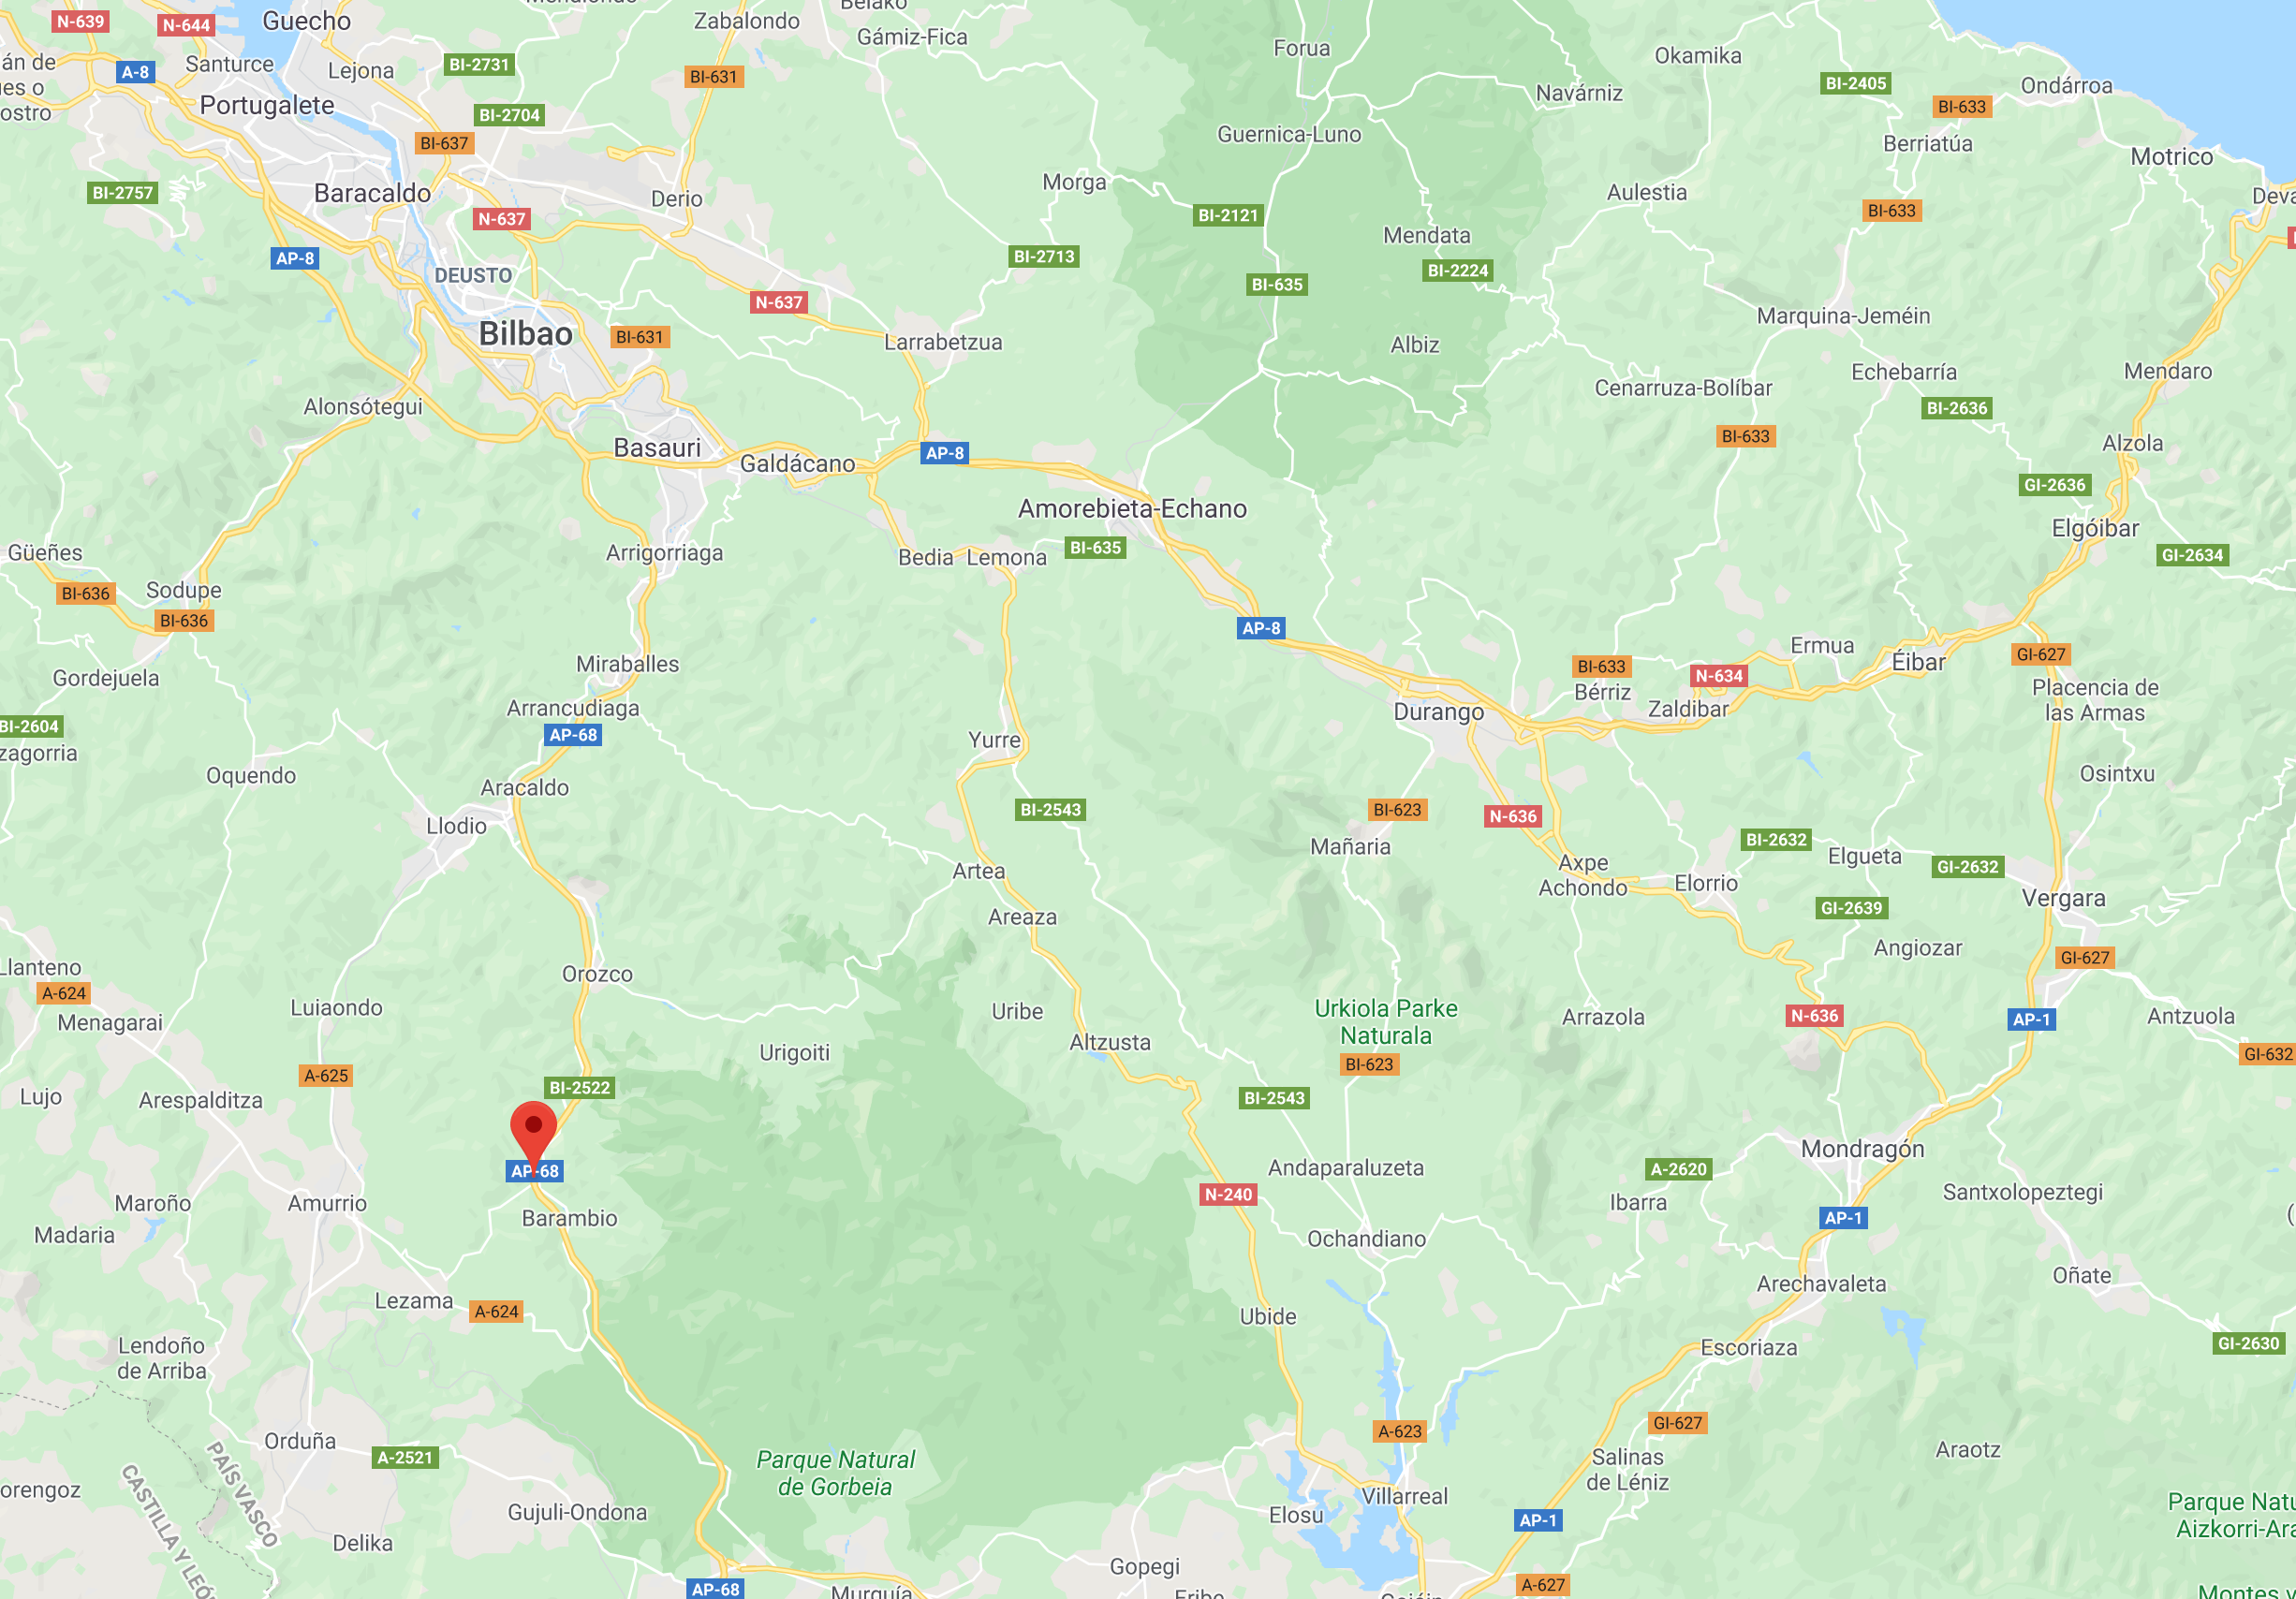 Guecho
Zabalondo
Gámiz-Fica
Forua
Okamika
N-639
N-644
Santurce
Lejona
BI-2731
A-8
BI-631
Navárniz
BI-2405
Ondárroa
Portugalete
BI-2704
BI-633
BI-637
Guernica-Luno
Berriatúa
Motrico
BI-2757
Baracaldo
Derio
Morga
Aulestia
Deva
N-637
BI-2121
BI-633
Mendata
AP-8
DEUSTO
BI-2713
BI-2224
BI-635
N-637
Bilbao
BI-631
Larrabetzua
Albiz
Marquina-Jeméin
Echebarría
Mendaro
Cenarruza-Bolíbar
Alonsótegui
BI-2636
BI-633
Basauri
Galdácano
AP-8
Alzola
GI-2636
Amorebieta-Echano
Elgóibar
Güeñes
Arrigorriaga
Bedia
Lemona
BI-635
GI-2634
BI-636
Sodupe
BI-636
AP-8
Miraballes
Ermua
Éibar
GI-627
Gordejuela
BI-633
N-634
Bérriz
Placencia de
las Armas
Arrancudiaga
Durango
Zaldibar
BI-2604
AP-68
zagorria
Yurre
Oquendo
Aracaldo
Osintxu
Llodio
BI-2543
BI-623
N-636
Mañaria
BI-2632
Elgueta
GI-2632
Artea
Axpe
Achondo
Elorrio
Vergara
Areaza
GI-2639
Angiozar
GI-627
Llanteno
A-624
Orozco
Luiaondo
Menagarai
Uribe
Urkiola Parke
Naturala
Arrazola
N-636
AP-1
Antzuola
Altzusta
Urigoiti
BI-623
GI-632
A-625
Lujo
Arespalditza
BI-2522
BI-2543
AP-68
Andaparaluzeta
A-2620
Mondragón
Maroño
Amurrio
Barambio
N-240
Ibarra
Santxolopeztegi
Madaria
AP-1
Ochandiano
Oñate
Arechavaleta
Lezama
A-624
Ubide
Lendoño
de Arriba
Escoriaza
GI-2630
Orduña
A-2521
Parque Natural
de Gorbeia
A-623
GI-627
Salinas
de Léniz
Araotz
PAÍS VASCO
CASTILLA Y LEÓN
orengoz
Gujuli-Ondona
Elosu
Villarreal
AP-1
Parque Natu
Aizkorri-Ara
Delika
Gopegi
AP-68
Murguía
A-627